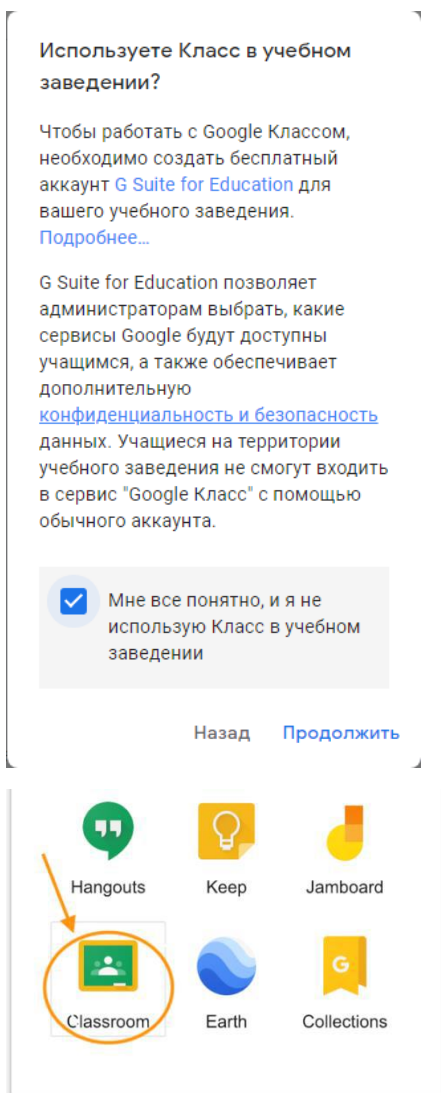 Используете Класс в учебном
заведении?
Чтобы работать с Google Классом,
необходимо создать бесплатный
аккаунт G Suite for Education для
вашего учебного заведения.
Подробнее...
G Suite for Education позволяет
администраторам выбрать, какие
сервисы Google будут доступны
учащимся, а также обеспечивает
дополнительную
конфиденциальность и безопасность
данных. Учащиеся на территории
учебного заведения не смогут входить
в сервис "Google Класс" с помощью
обычного аккаунта.
Мне все понятно, и я не
использую Класс в учебном
заведении
Назад Продолжить
Hangouts Keep Jamboard
G
Classroom Earth Collections